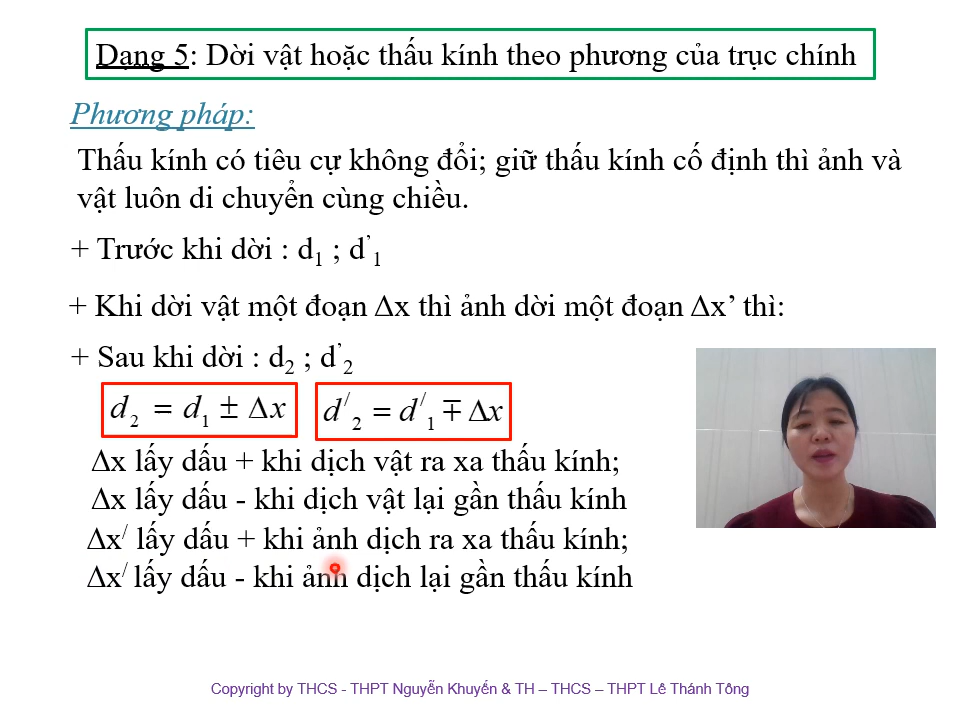 Dạng 5: Dời vật hoặc thấu kính theo phương của trục chính
Phương pháp:
Thấu kính có tiêu cự không đổi; giữ thấu kính cố định thì ảnh và
vật luôn di chuyển cùng chiều.
+ Trước khi dời : d₁ ; d’₁
+ Khi dời vật một đoạn Δx thì ảnh dời một đoạn Δx’ thì:
+ Sau khi dời : d₂ ; d’₂
d₂ = d₁ ± Δx
d/₂ = d/₁ ∓ Δx
Δx lấy dấu + khi dịch vật ra xa thấu kính;
Δx lấy dấu - khi dịch vật lại gần thấu kính
Δx/ lấy dấu + khi ảnh dịch ra xa thấu kính;
Δx/ lấy dấu - khi ảnh dịch lại gần thấu kính
Copyright by THCS - THPT Nguyễn Khuyến & TH – THCS – THPT Lê Thánh Tông